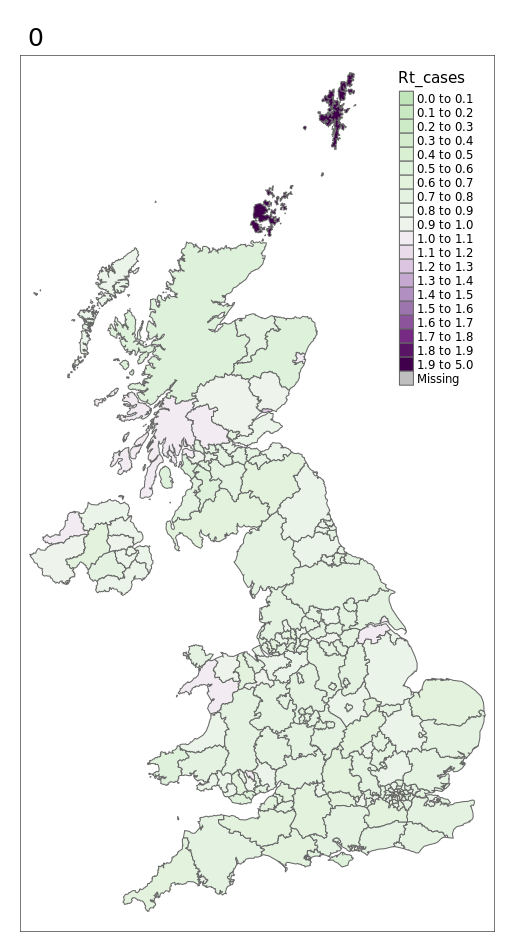 0
Rt_cases
0.0 to 0.1
0.1 to 0.2
0.2 to 0.3
0.3 to 0.4
0.4 to 0.5
0.5 to 0.6
0.6 to 0.7
0.7 to 0.8
0.8 to 0.9
0.9 to 1.0
1.0 to 1.1
1.1 to 1.2
1.2 to 1.3
1.3 to 1.4
1.4 to 1.5
1.5 to 1.6
1.6 to 1.7
1.7 to 1.8
1.8 to 1.9
1.9 to 5.0
Missing